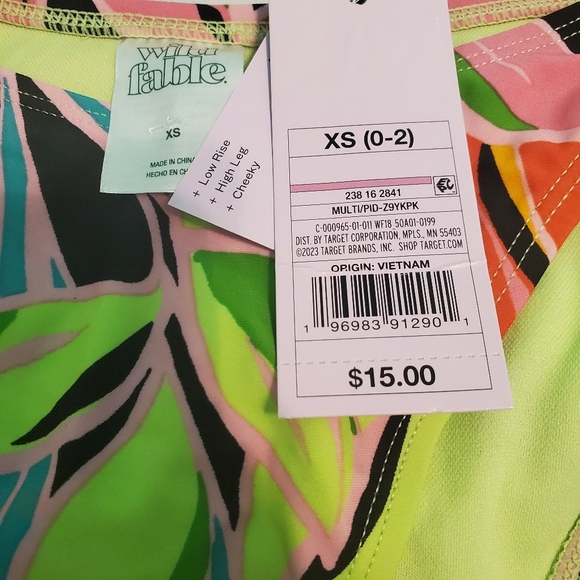 wild
fable.
XS
MADE IN CHINA
HECHO EN CH
+ Low Rise
+ High Leg
+ Cheeky
XS (0-2)
238 16 2841
MULTI/PID-Z9YKPK
C-000965-01-011 WF18 50A01-0199
DIST. BY TARGET CORPORATION, MPLS., MN 55403
©2023 TARGET BRANDS, INC. SHOP TARGET.COM
ORIGIN: VIETNAM
1 96983 91290 1
$15.00